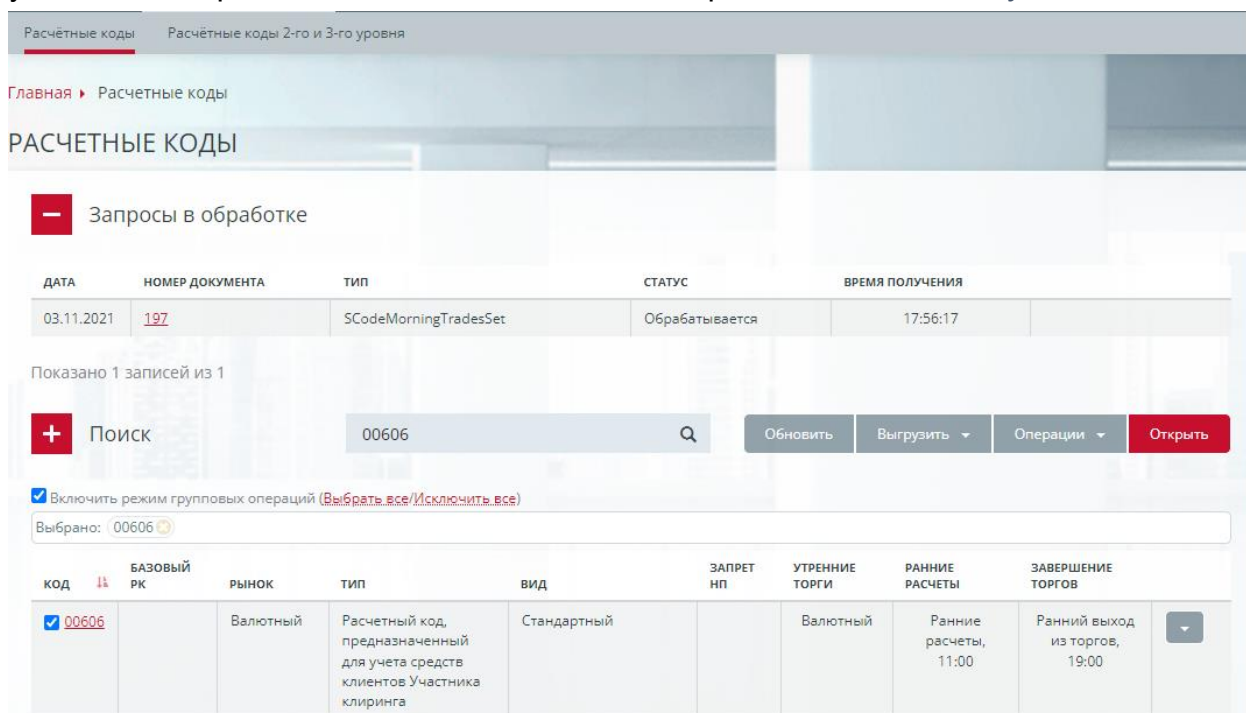 Расчётные коды Расчётные коды 2-го и 3-го уровня
Главная Расчетные коды
РАСЧЕТНЫЕ КОДЫ
Запросы в обработке
ДАТА НОМЕР ДОКУМЕНТА ТИП СТАТУС ВРЕМЯ ПОЛУЧЕНИЯ
03.11.2021 197 SCodeMorningTradesSet Обрабатывается 17:56:17
Показано 1 записей из 1
Поиск 00606 Обновить Выгрузить Операции Открыть
Включить режим групповых операций (Выбрать все/Исключить все)
Выбрано: 00606
КОД БАЗОВЫЙ РК РЫНОК ТИП ВИД ЗАПРЕТ НП УТРЕННИЕ ТОРГИ РАННИЕ РАСЧЕТЫ ЗАВЕРШЕНИЕ ТОРГОВ
00606 Валютный Расчетный код, Стандартный Валютный Ранние Ранний выход
предназначенный расчеты, из торгов,
для учета средств 11:00 19:00
клиентов Участника
клиринга